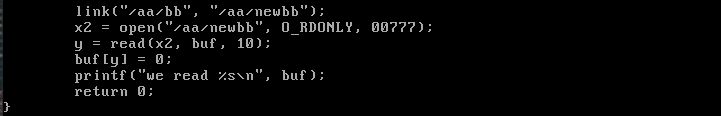 link("/aa/bb", "/aa/newbb");
x2 = open("/aa/newbb", O_RDONLY, 00777);
y = read(x2, buf, 10);
buf[y] = 0;
printf("we read %s\n", buf);
return 0;
}